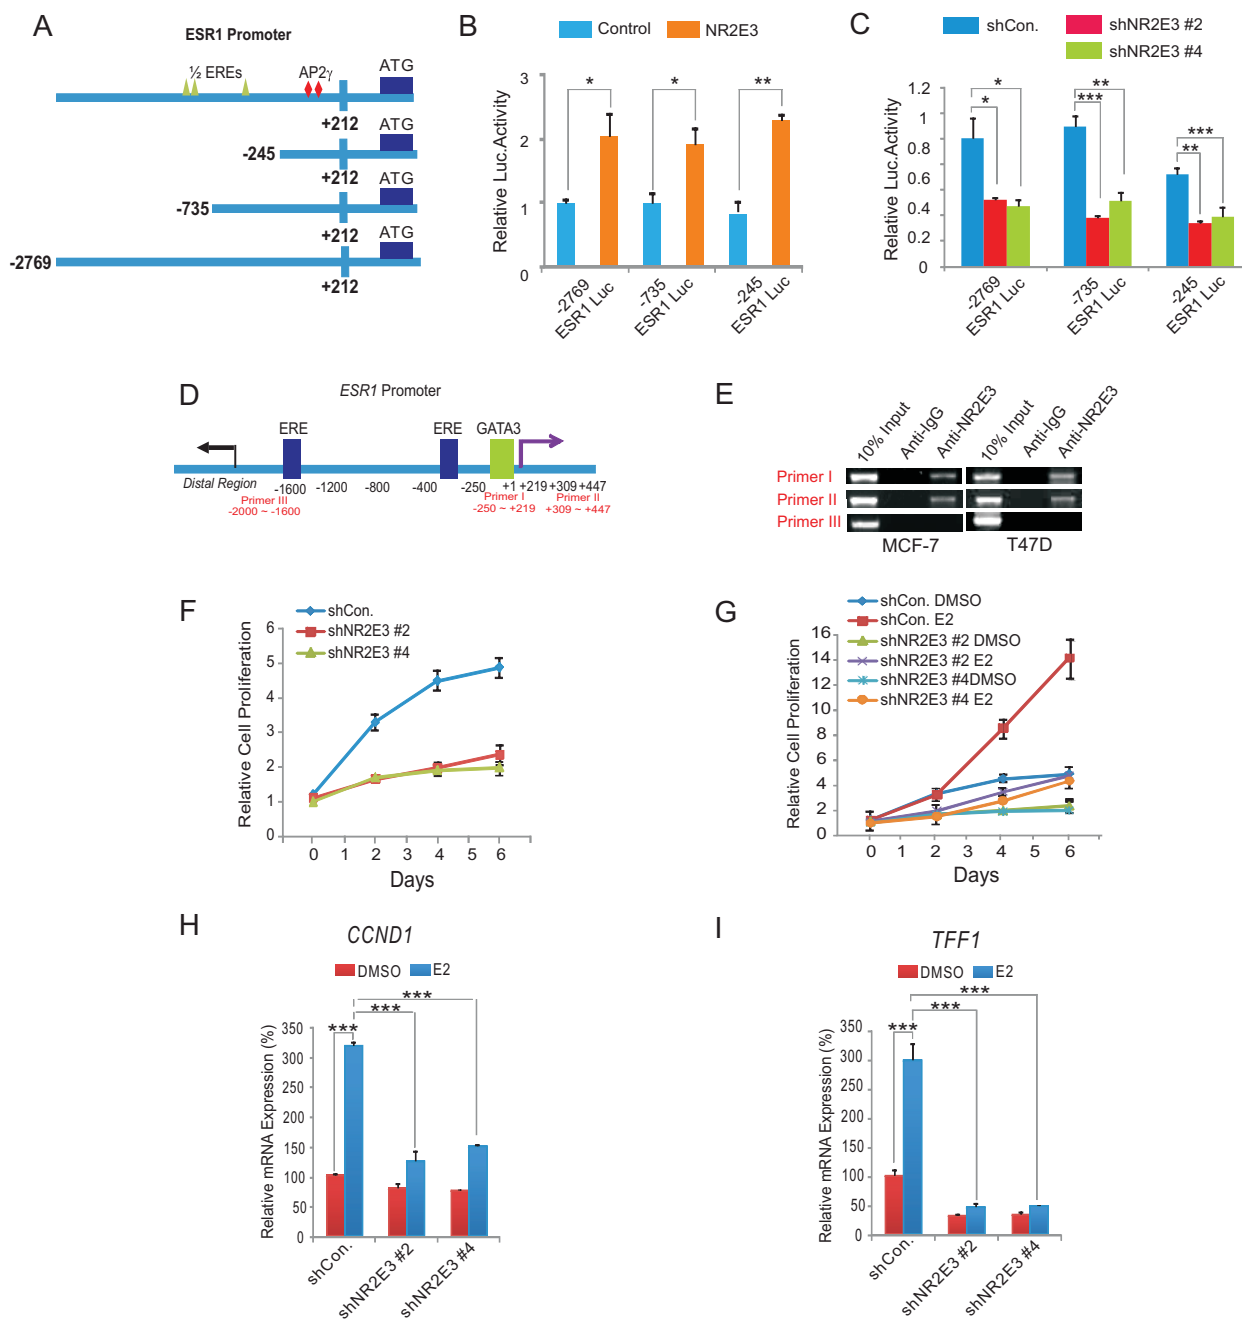 A
ESR1 Promoter
½ EREs
AP2γ
ATG
+212
-245
ATG
+212
-735
ATG
+212
-2769
ATG
+212
B
Control
NR2E3
Relative Luc.Activity
3
2
1
0
*
*
**
-2769
ESR1 Luc
-735
ESR1 Luc
-245
ESR1 Luc
C
shCon.
shNR2E3 #2
shNR2E3 #4
Relative Luc.Activity
1.2
1
0.8
0.6
0.4
0.2
0
*
*
**
***
***
**
-2769
ESR1 Luc
-735
ESR1 Luc
-245
ESR1 Luc
D
ESR1 Promoter
ERE
ERE
GATA3
Distal Region
-1600
-1200
-800
-400
-250
+1
+219
+309
+447
Primer III
-2000 ~ -1600
Primer I
-250 ~ +219
Primer II
+309 ~ +447
E
10% Input
Anti-IgG
Anti-NR2E3
10% Input
Anti-IgG
Anti-NR2E3
Primer I
Primer II
Primer III
MCF-7
T47D
F
shCon.
shNR2E3 #2
shNR2E3 #4
Relative Cell Proliferation
6
5
4
3
2
1
0
0 1 2 3 4 5 6
Days
G
shCon. DMSO
shCon. E2
shNR2E3 #2 DMSO
shNR2E3 #2 E2
shNR2E3 #4DMSO
shNR2E3 #4 E2
Relative Cell Proliferation
16
14
12
10
8
6
4
2
0
0 1 2 3 4 5 6
Days
H
CCND1
DMSO
E2
Relative mRNA Expression (%)
350
300
250
200
150
100
50
0
***
***
***
shCon.
shNR2E3 #2
shNR2E3 #4
I
TFF1
DMSO
E2
Relative mRNA Expression (%)
350
300
250
200
150
100
50
0
***
***
***
shCon.
shNR2E3 #2
shNR2E3 #4